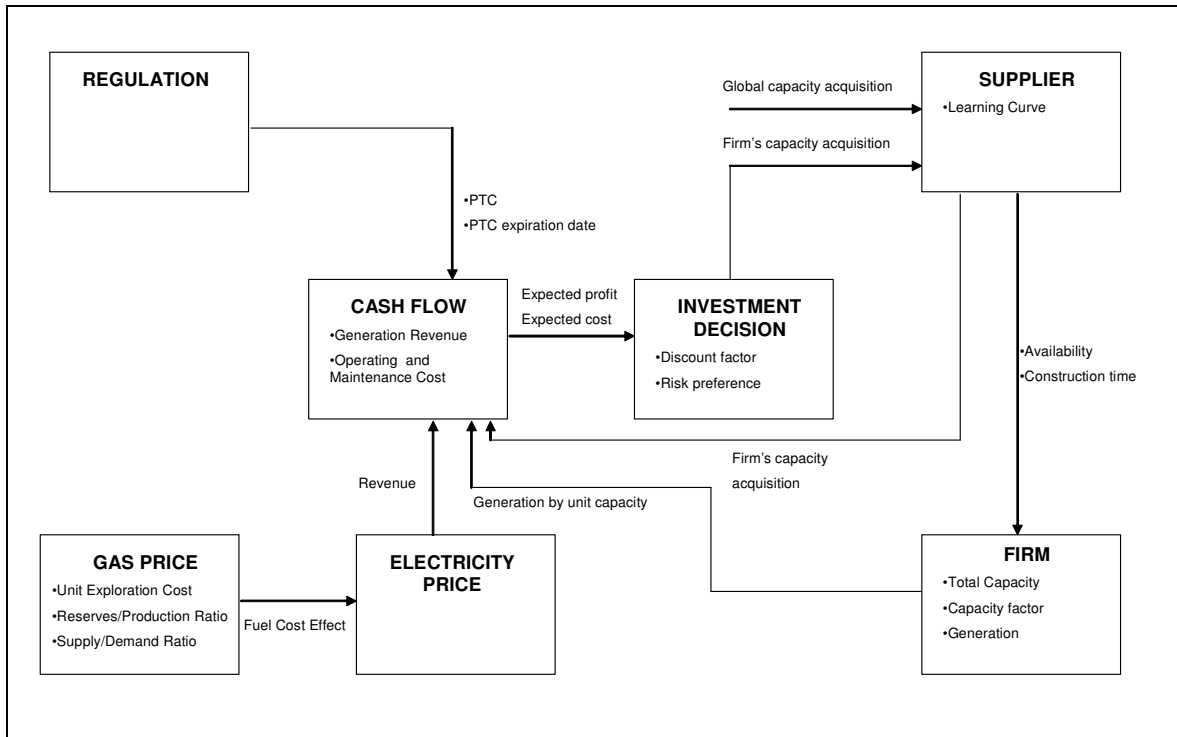 REGULATION
Global capacity acquisition
SUPPLIER
•Learning Curve
Firm's capacity acquisition
•PTC
•PTC expiration date
CASH FLOW
•Generation Revenue
•Operating and
Maintenance Cost
Expected profit
Expected cost
INVESTMENT
DECISION
•Discount factor
•Risk preference
•Availability
•Construction time
Firm's capacity
acquisition
Revenue
Generation by unit capacity
GAS PRICE
•Unit Exploration Cost
•Reserves/Production Ratio
•Supply/Demand Ratio
Fuel Cost Effect
ELECTRICITY
PRICE
FIRM
•Total Capacity
•Capacity factor
•Generation